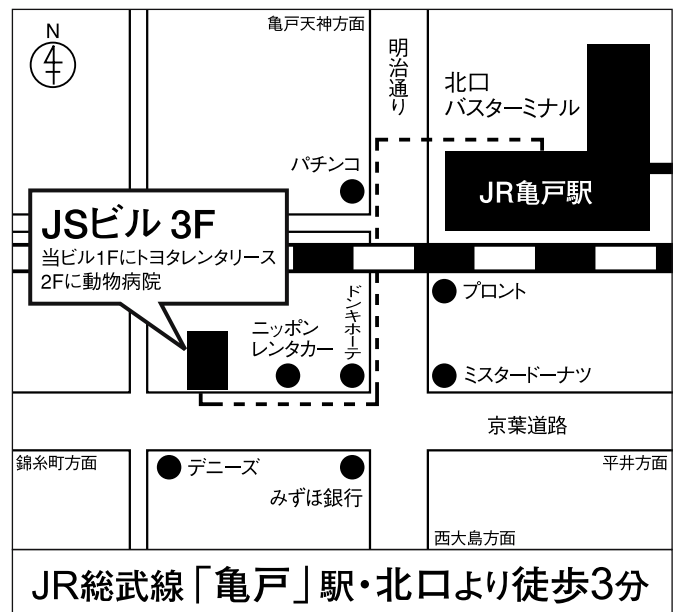 N
亀戸天神方面
明治通り
北口
バスターミナル
パチンコ
JR亀戸駅
JSビル 3F
当ビル1Fにトヨタレンタリース
2Fに動物病院
プロント
ドンキホーテ
ニッポン
レンタカー
ミスタードーナツ
京葉道路
錦糸町方面
デニーズ
みずほ銀行
平井方面
西大島方面
JR総武線「亀戸」駅・北口より徒歩3分